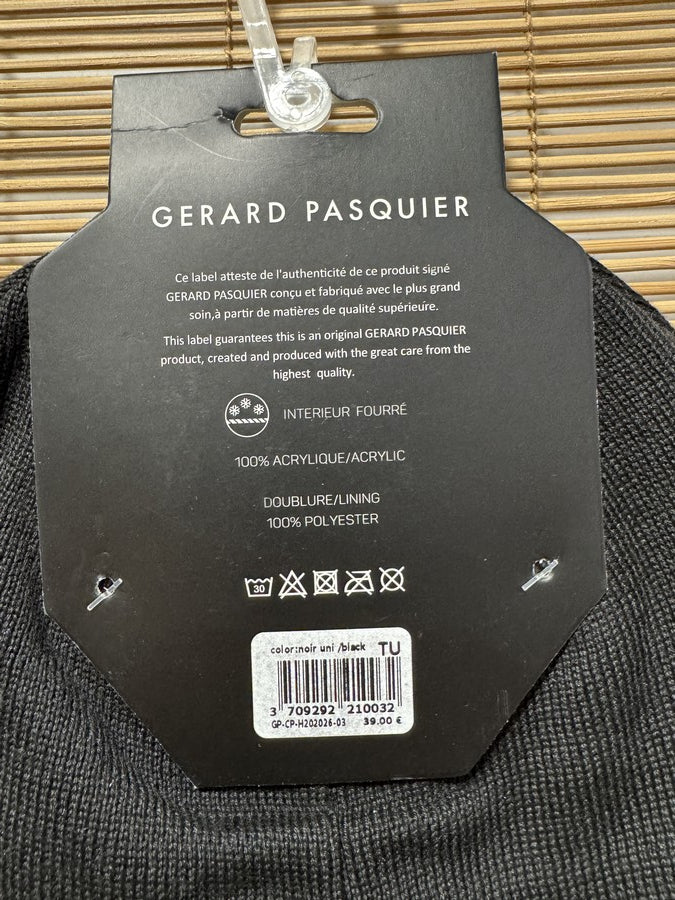 GERARD PASQUIER
Ce label atteste de l'authenticité de ce produit signé
GERARD PASQUIER conçu et fabriqué avec le plus grand
soin,à partir de matières de qualité supérieure.
This label guarantees this is an original GERARD PASQUIER
product, created and produced with the great care from the
highest quality.
INTERIEUR FOURRÉ
100% ACRYLIQUE/ACRYLIC
DOUBLURE/LINING
100% POLYESTER
30
color:noir uni /black TU
3 709292 210032
GP-CP-H202026-03 39.00 €